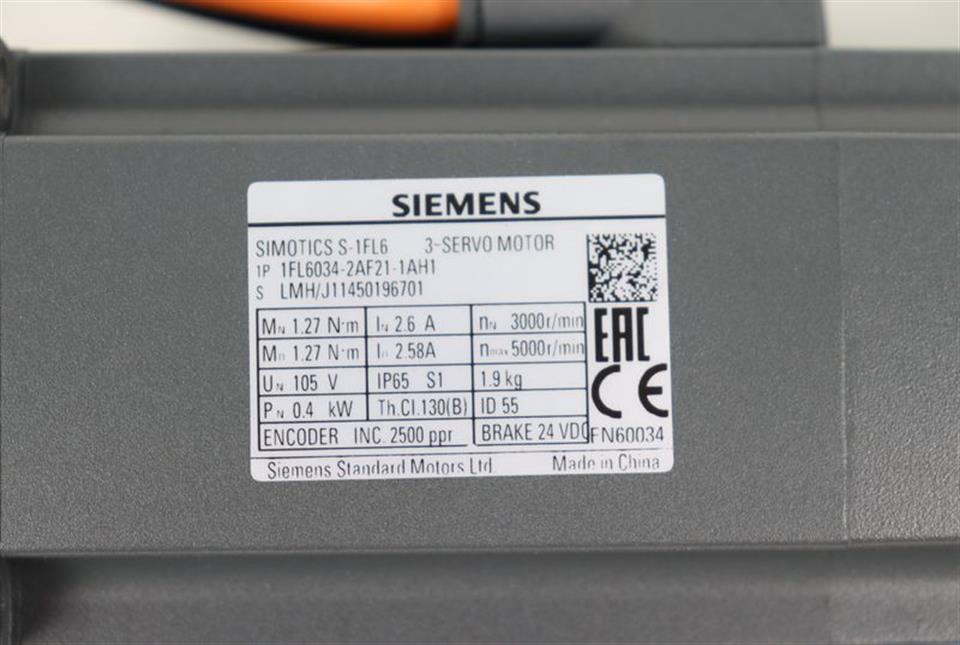 SIEMENS
SIMOTICS S-1FL6 3~SERVO MOTOR
1P 1FL6034-2AF21-1AH1
S LMH/J11450196701
MN 1.27 N·m IN 2.6 A nN 3000r/min
M0 1.27 N·m I0 2.58A nmax 5000r/min
EAC
UN 105 V IP65 S1 1.9 kg
CE
PN 0.4 kW Th.Cl.130(B) ID 55
ENCODER INC. 2500 ppr BRAKE 24 VDC EN60034
Siemens Standard Motors Ltd. Made in China